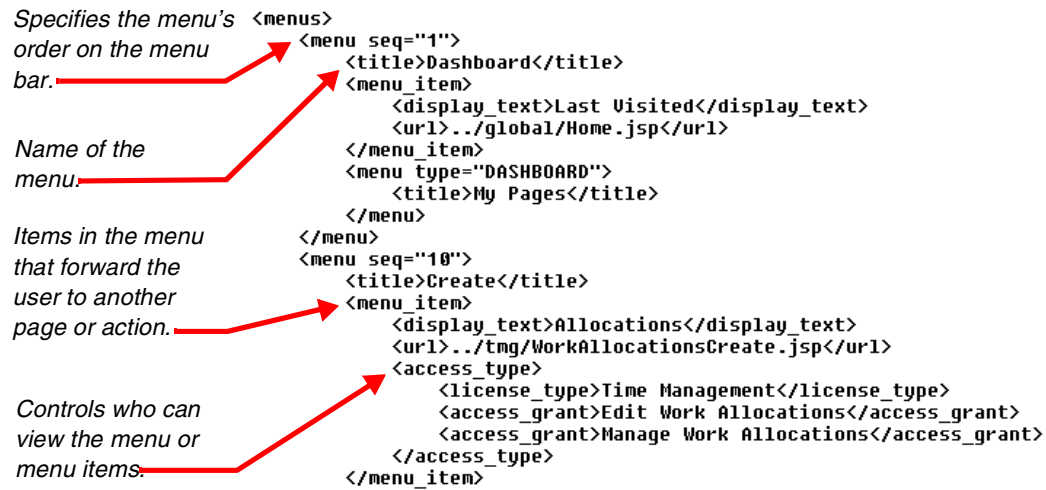 Specifies the menu's
order on the menu
bar.
Name of the
menu.
Items in the menu
that forward the
user to another
page or action.
Controls who can
view the menu or
menu items.
<menus>
<menu seq="1">
<title>Dashboard</title>
<menu_item>
<display_text>Last Visited</display_text>
<url>../global/Home.jsp</url>
</menu_item>
<menu type="DASHBOARD">
<title>My Pages</title>
</menu>
</menu>
<menu seq="10">
<title>Create</title>
<menu_item>
<display_text>Allocations</display_text>
<url>../tmg/WorkAllocationsCreate.jsp</url>
<access_type>
<license_type>Time Management</license_type>
<access_grant>Edit Work Allocations</access_grant>
<access_grant>Manage Work Allocations</access_grant>
</access_type>
</menu_item>